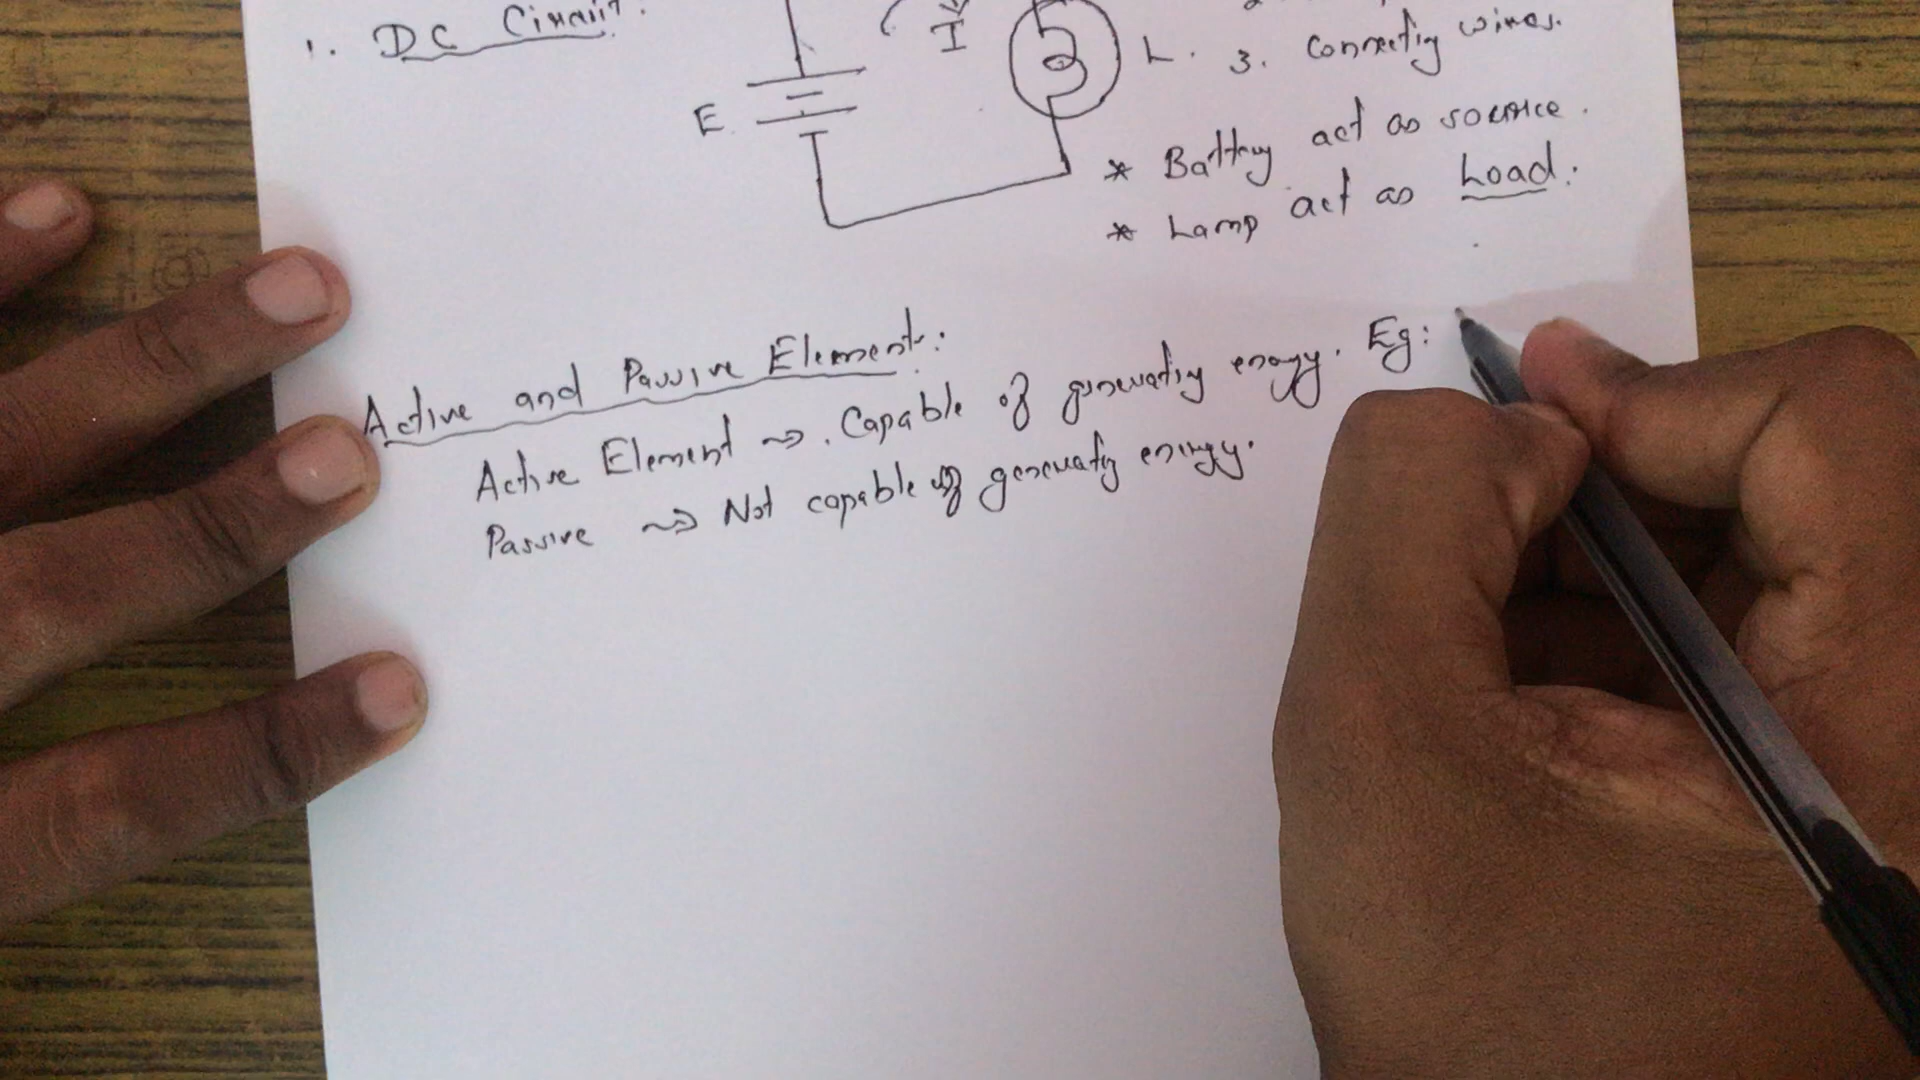 1. DC Circuit.
I
L. 3. Connecting wires.
E.
* Battery act as source.
* Lamp act as Load.
Active and Passive Element:
Active Element → Capable of generating energy. Eg:
Passive → Not capable of generating energy.